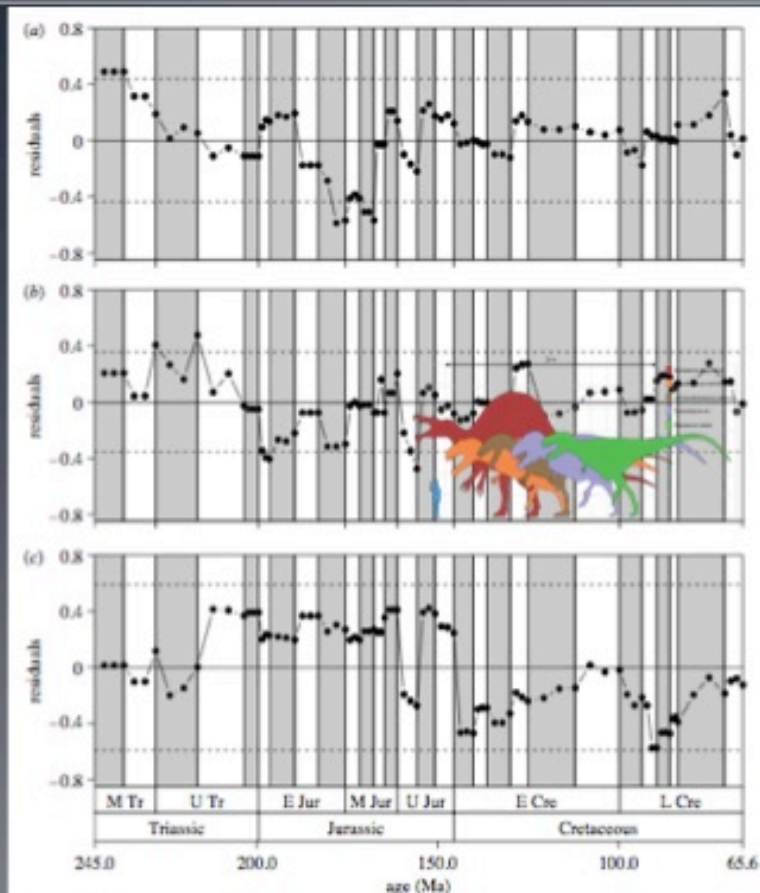 (a)
0.8
0.4
0
−0.4
−0.8
residuals
(b)
0.8
0.4
0
−0.4
−0.8
residuals
(c)
0.8
0.4
0
−0.4
−0.8
residuals
M Tr U Tr E Jur M Jur U Jur E Cre L Cre
Triassic Jurassic Cretaceous
245.0 200.0 150.0 100.0 65.6
age (Ma)